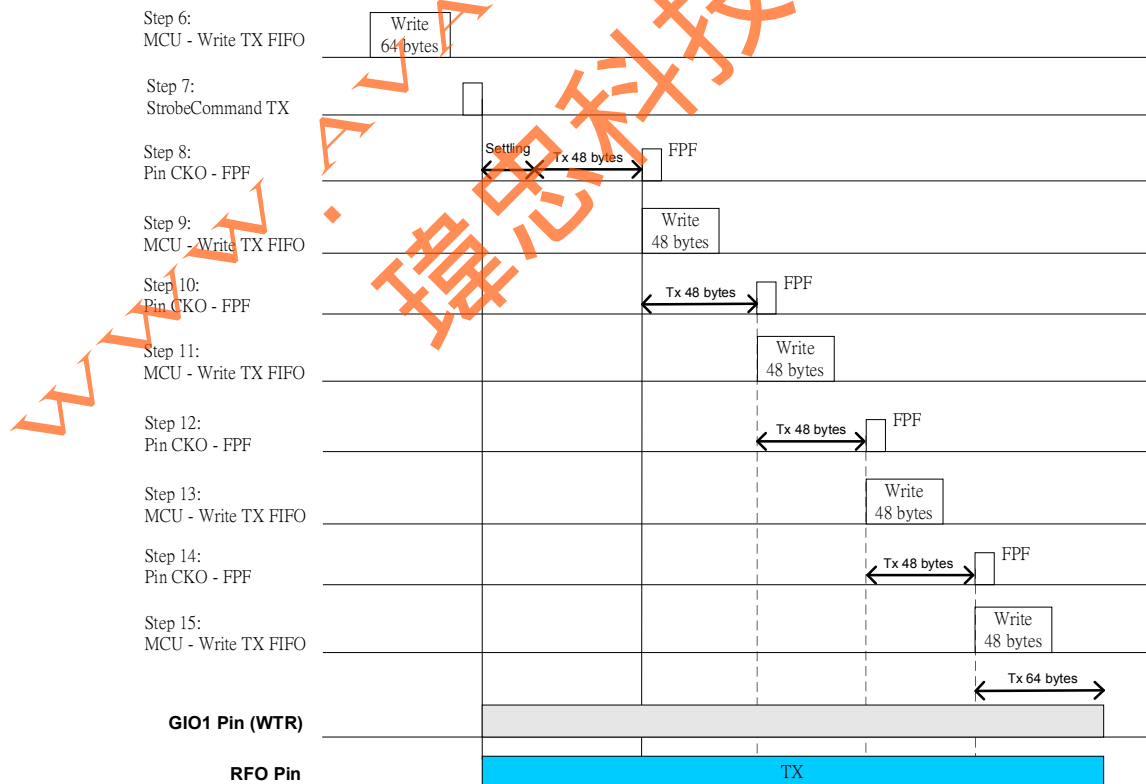 Step 6:
MCU - Write TX FIFO
Write
64 bytes
Step 7:
StrobeCommand TX
Step 8:
Pin CKO - FPF
Settling
Tx 48 bytes
FPF
Step 9:
MCU - Write TX FIFO
Write
48 bytes
Step 10:
Pin CKO - FPF
Tx 48 bytes
FPF
Step 11:
MCU - Write TX FIFO
Write
48 bytes
Step 12:
Pin CKO - FPF
Tx 48 bytes
FPF
Step 13:
MCU - Write TX FIFO
Write
48 bytes
Step 14:
Pin CKO - FPF
Tx 48 bytes
FPF
Step 15:
MCU - Write TX FIFO
Write
48 bytes
Tx 64 bytes
GIO1 Pin (WTR)
RFO Pin
TX
www.AVA
瑋忠科技